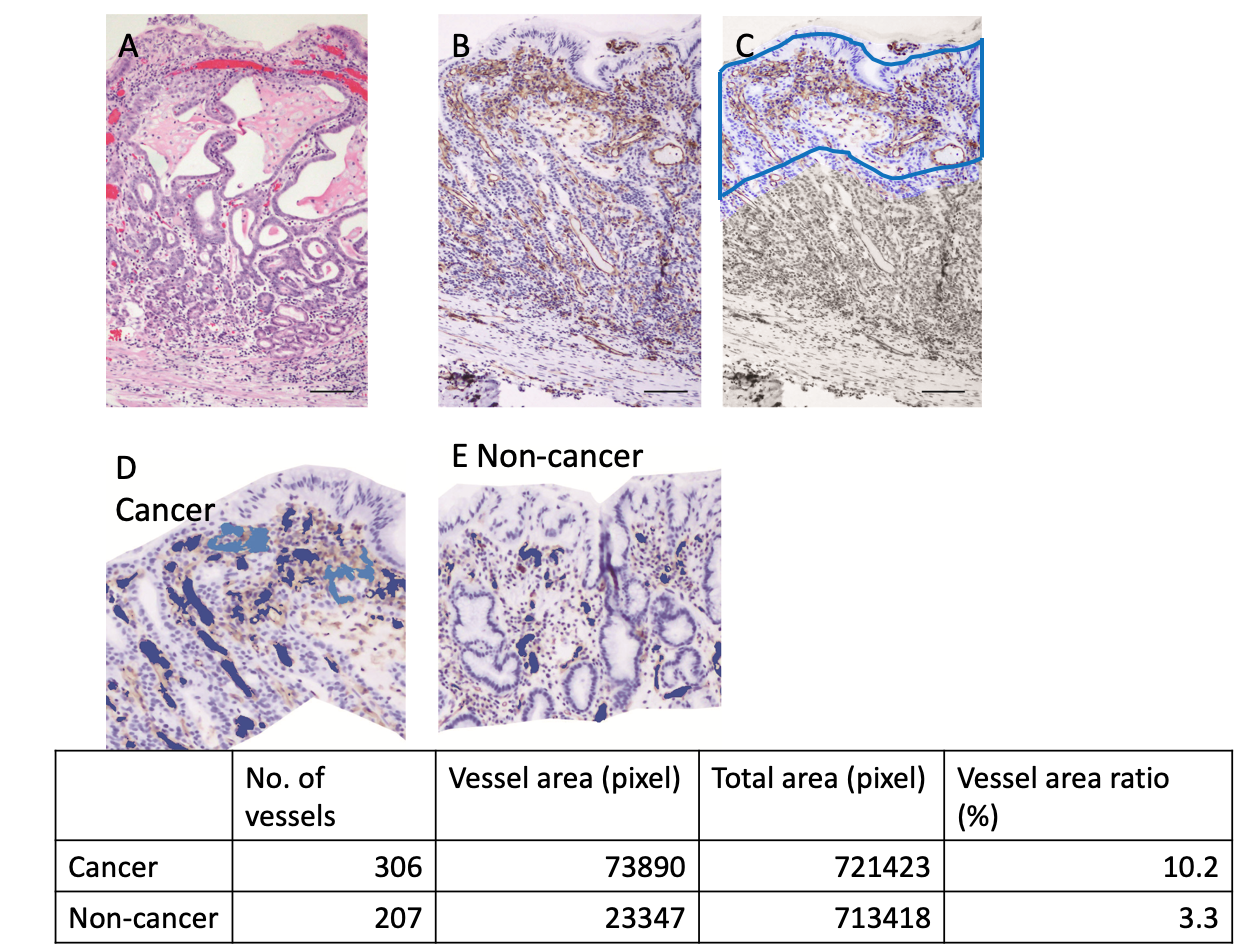 A
B
C
D
Cancer
E Non-cancer
No. of vessels
Vessel area (pixel)
Total area (pixel)
Vessel area ratio (%)
Cancer
306
73890
721423
10.2
Non-cancer
207
23347
713418
3.3